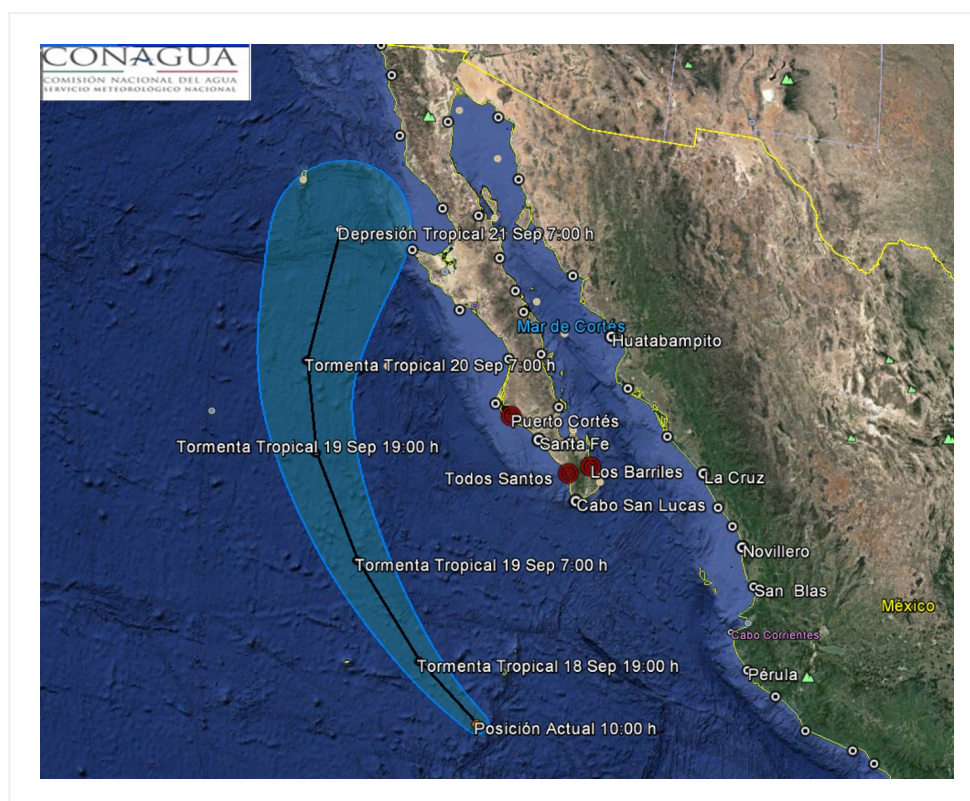 CONAGUA
COMISIÓN NACIONAL DEL AGUA
SERVICIO METEOROLÓGICO NACIONAL
Depresión Tropical 21 Sep 7:00 h
Mar de Cortés
Huatabampito
Tormenta Tropical 20 Sep 7:00 h
Puerto Cortés
Santa Fe
Tormenta Tropical 19 Sep 19:00 h
Los Barriles
Todos Santos
La Cruz
Cabo San Lucas
Novillero
Tormenta Tropical 19 Sep 7:00 h
San Blas
México
Cabo Corrientes
Tormenta Tropical 18 Sep 19:00 h
Pérula
Posición Actual 10:00 h